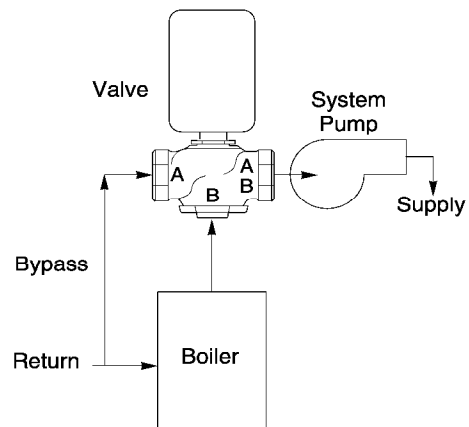 Valve
System
Pump
A
A
B
B
Supply
Bypass
Return
Boiler